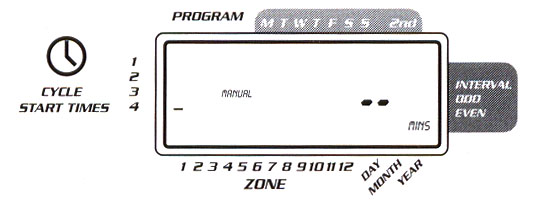 PROGRAM M T W T F S S 2nd
CYCLE
START TIMES
1
2
3
4
MANUAL
--
MINS
INTERVAL
ODD
EVEN
1 2 3 4 5 6 7 8 9 10 11 12 DAY MONTH YEAR
ZONE